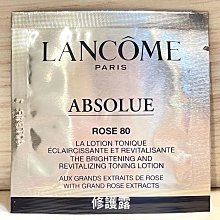 LANCÔME
PARIS
ABSOLUE
ROSE 80
LA LOTION TONIQUE
ÉCLAIRCISSANTE ET REVITALISANTE
THE BRIGHTENING AND
REVITALIZING TONING LOTION
AUX GRANDS EXTRAITS DE ROSE
WITH GRAND ROSE EXTRACTS
修護露